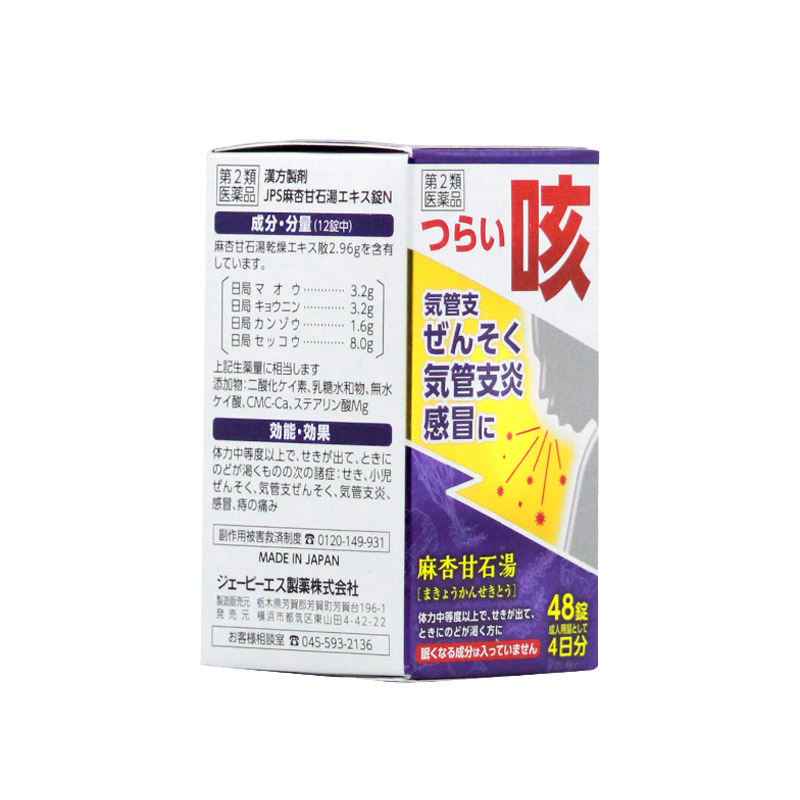 第2類
医薬品
漢方製剤
JPS麻杏甘石湯エキス錠N
成分・分量(12錠中)
麻杏甘石湯乾燥エキス散2.96gを含有
しています。
日局 マオウ………… 3.2g
日局 キョウニン……… 3.2g
日局 カンゾウ………… 1.6g
日局 セッコウ………… 8.0g
上記生薬量に相当します
添加物:二酸化ケイ素、乳糖水和物、無水
ケイ酸、CMC-Ca、ステアリン酸Mg
効能・効果
体力中等度以上で、せきが出て、ときに
のどが渇くものの次の諸症:せき、小児
ぜんそく、気管支ぜんそく、気管支炎、
感冒、痔の痛み
副作用被害救済制度 ☎ 0120-149-931
MADE IN JAPAN
ジェーピーエス製薬株式会社
製造販売元 栃木県芳賀郡芳賀町芳賀台196-1
発売元 横浜市都筑区東山田4-42-22
お客様相談室 ☎ 045-593-2136
第2類
医薬品
つらい咳
気管支
ぜんそく
気管支炎
感冒に
麻杏甘石湯
[まきょうかんせきとう]
体力中等度以上で、せきが出て、
ときにのどが渇く方に
眠くなる成分は入っていません
48錠
成人用量として
4日分